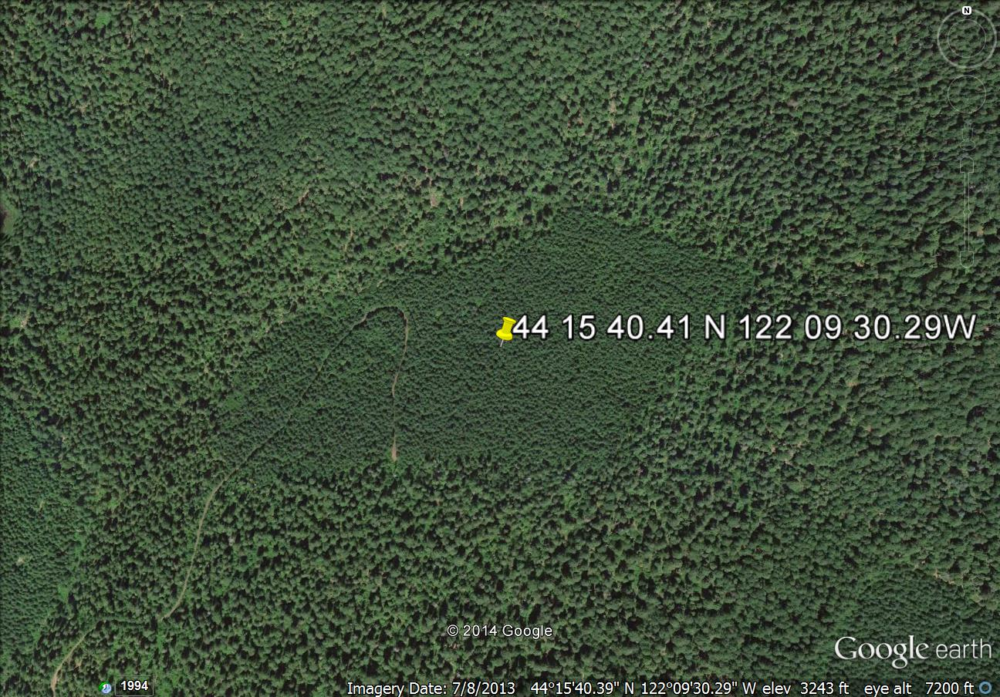 N
44 15 40.41 N 122 09 30.29W
© 2014 Google
Google earth
1994
Imagery Date: 7/8/2013 44°15'40.39" N 122°09'30.29" W elev 3243 ft eye alt 7200 ft